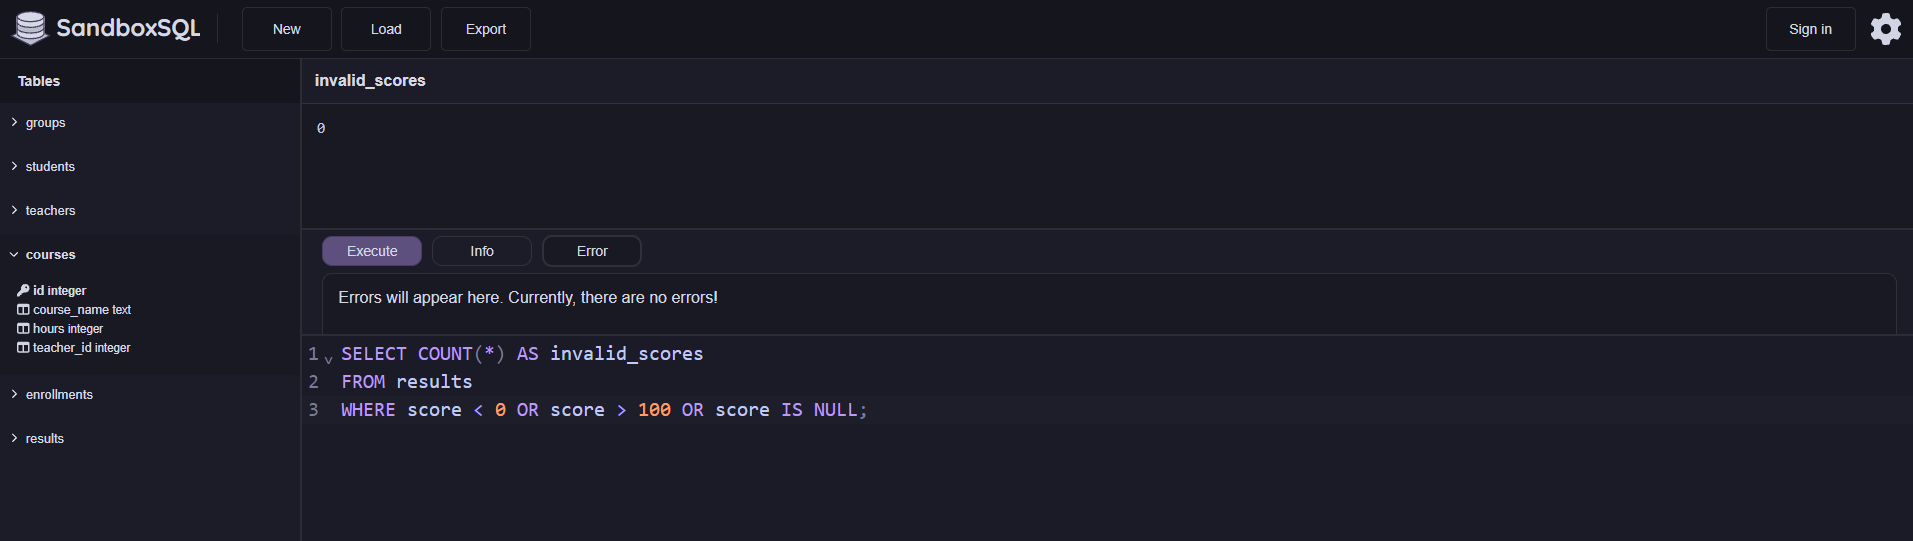 SandboxSQL
New
Load
Export
Sign in
Tables
groups
students
teachers
courses
id integer
course_name text
hours integer
teacher_id integer
enrollments
results
invalid_scores
0
Execute
Info
Error
Errors will appear here. Currently, there are no errors!
1 SELECT COUNT(*) AS invalid_scores
2 FROM results
3 WHERE score < 0 OR score > 100 OR score IS NULL;